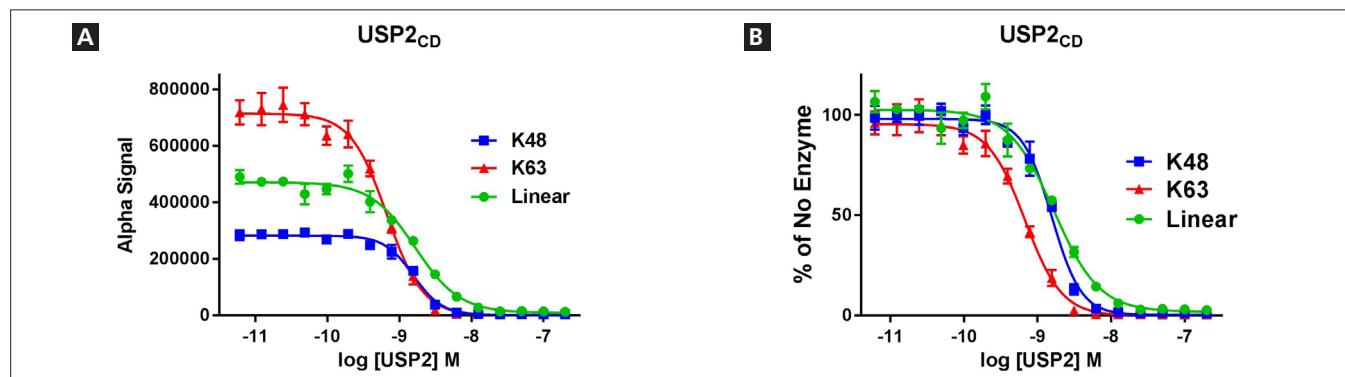 A
USP2CD
Alpha Signal
800000
600000
400000
200000
0
-11 -10 -9 -8 -7
log [USP2] M
K48
K63
Linear
B
USP2CD
% of No Enzyme
100
50
0
-11 -10 -9 -8 -7
log [USP2] M
K48
K63
Linear